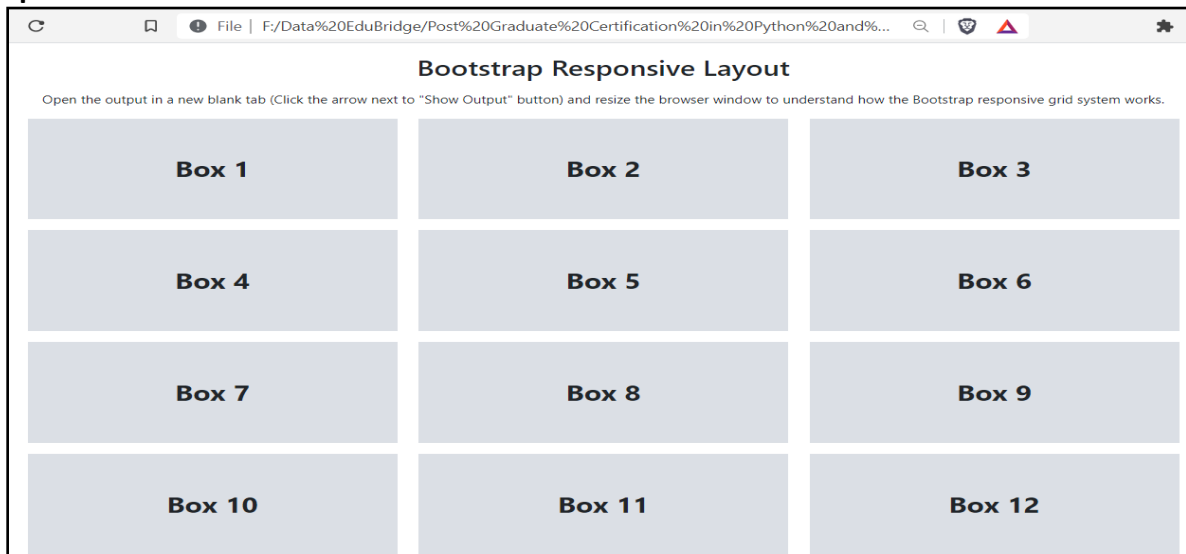 File | F:/Data%20EduBridge/Post%20Graduate%20Certification%20in%20Python%20and%...
Bootstrap Responsive Layout
Open the output in a new blank tab (Click the arrow next to "Show Output" button) and resize the browser window to understand how the Bootstrap responsive grid system works.
Box 1 Box 2 Box 3
Box 4 Box 5 Box 6
Box 7 Box 8 Box 9
Box 10 Box 11 Box 12